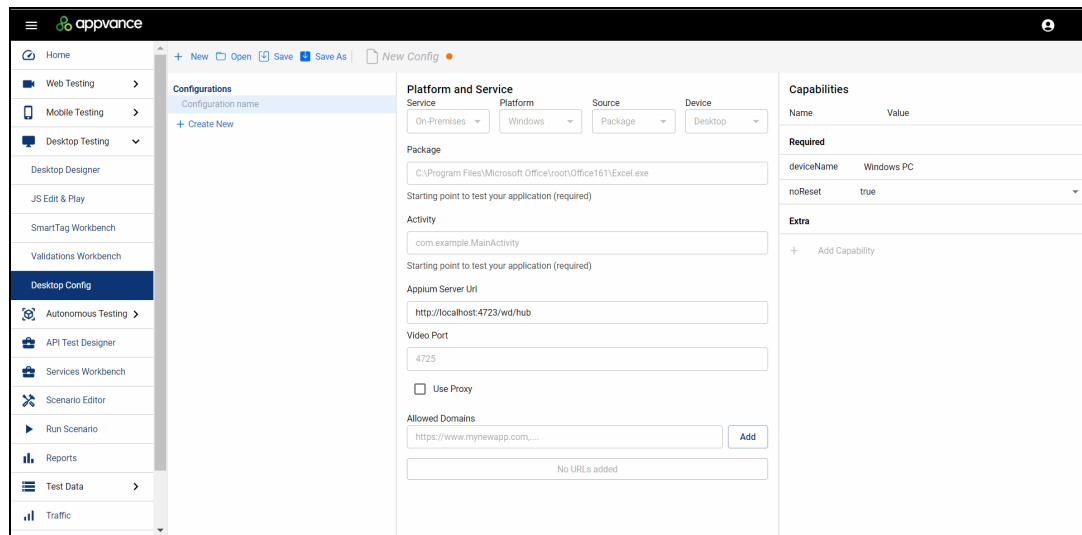 appvance
Home
Web Testing
Mobile Testing
Desktop Testing
Desktop Designer
JS Edit & Play
SmartTag Workbench
Validations Workbench
Desktop Config
Autonomous Testing
API Test Designer
Services Workbench
Scenario Editor
Run Scenario
Reports
Test Data
Traffic
+ New Open Save Save As New Config
Configurations
Configuration name
+ Create New
Platform and Service
Service Platform Source Device
On-Premises Windows Package Desktop
Package
C:\Program Files\Microsoft Office\root\Office161\Excel.exe
Starting point to test your application (required)
Activity
com.example.MainActivity
Starting point to test your application (required)
Appium Server Url
http://localhost:4723/wd/hub
Video Port
4725
Use Proxy
Allowed Domains
https://www.mynewapp.com,... Add
No URLs added
Capabilities
Name Value
Required
deviceName Windows PC
noReset true
Extra
+ Add Capability